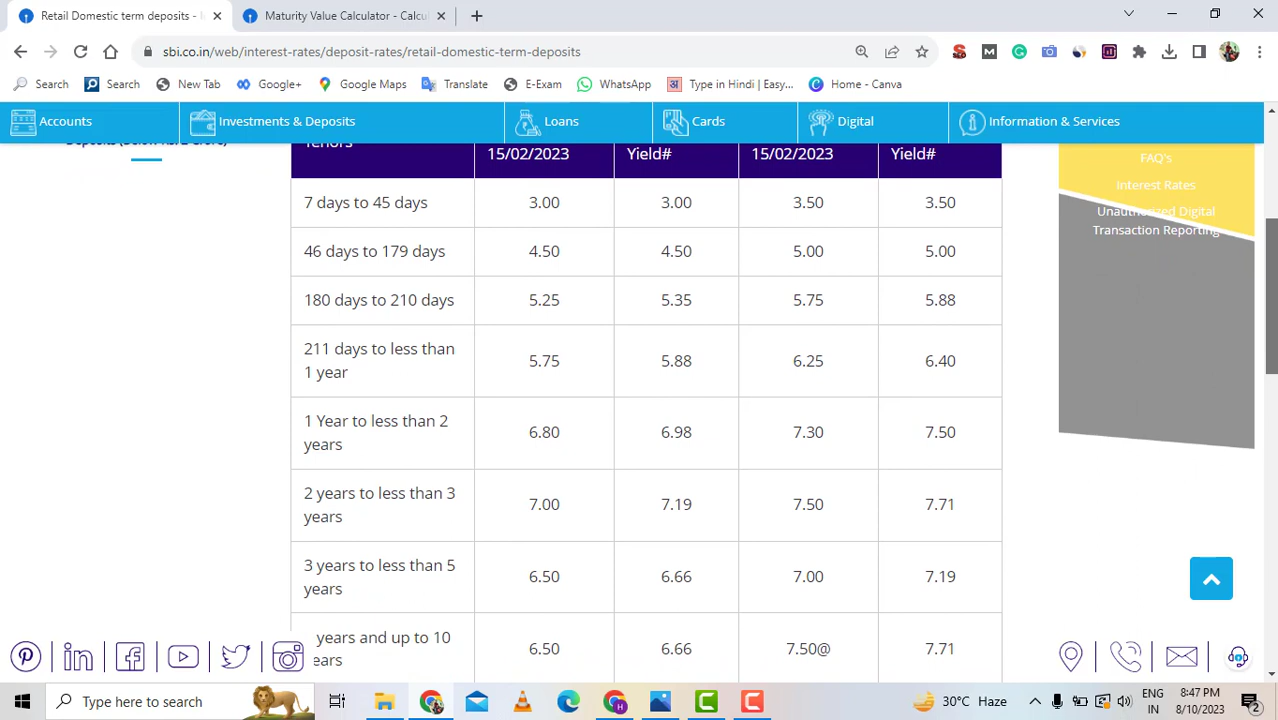 Retail Domestic term deposits -
Maturity Value Calculator - Calcu
sbi.co.in/web/interest-rates/deposit-rates/retail-domestic-term-deposits
Search
Search
New Tab
Google+
Google Maps
Translate
E-Exam
WhatsApp
Type in Hindi | Easy...
Home - Canva
Accounts
Investments & Deposits
Loans
Cards
Digital
Information & Services
Tenors 15/02/2023 Yield# 15/02/2023 Yield#
7 days to 45 days 3.00 3.00 3.50 3.50
46 days to 179 days 4.50 4.50 5.00 5.00
180 days to 210 days 5.25 5.35 5.75 5.88
211 days to less than
1 year 5.75 5.88 6.25 6.40
1 Year to less than 2
years 6.80 6.98 7.30 7.50
2 years to less than 3
years 7.00 7.19 7.50 7.71
3 years to less than 5
years 6.50 6.66 7.00 7.19
years and up to 10
ears 6.50 6.66 7.50@ 7.71
FAQ's
Interest Rates
Unauthorized Digital
Transaction Reporting
Type here to search
30°C Haze
ENG
IN
8:47 PM
8/10/2023
2